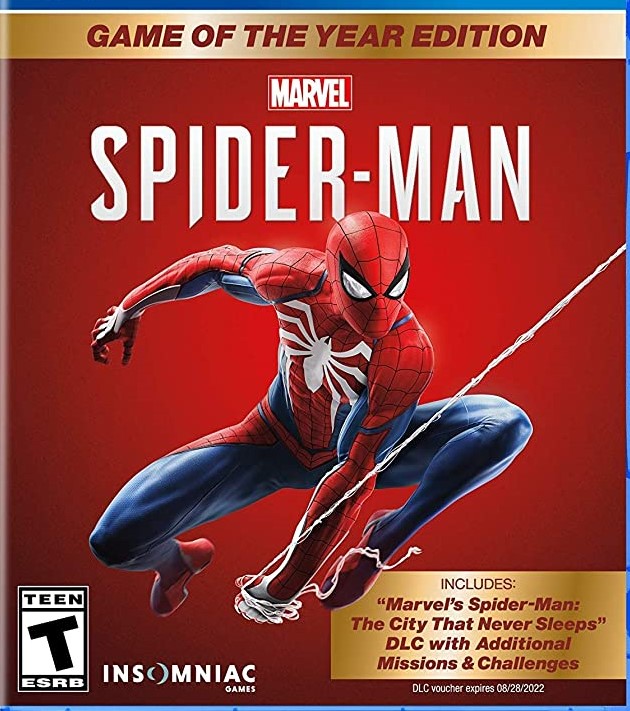 GAME OF THE YEAR EDITION
MARVEL
SPIDER-MAN
INCLUDES:
“Marvel’s Spider-Man:
The City That Never Sleeps”
DLC with Additional
Missions & Challenges
DLC voucher expires 08/28/2022
TEEN
T
ESRB
INSOMNIAC
GAMES